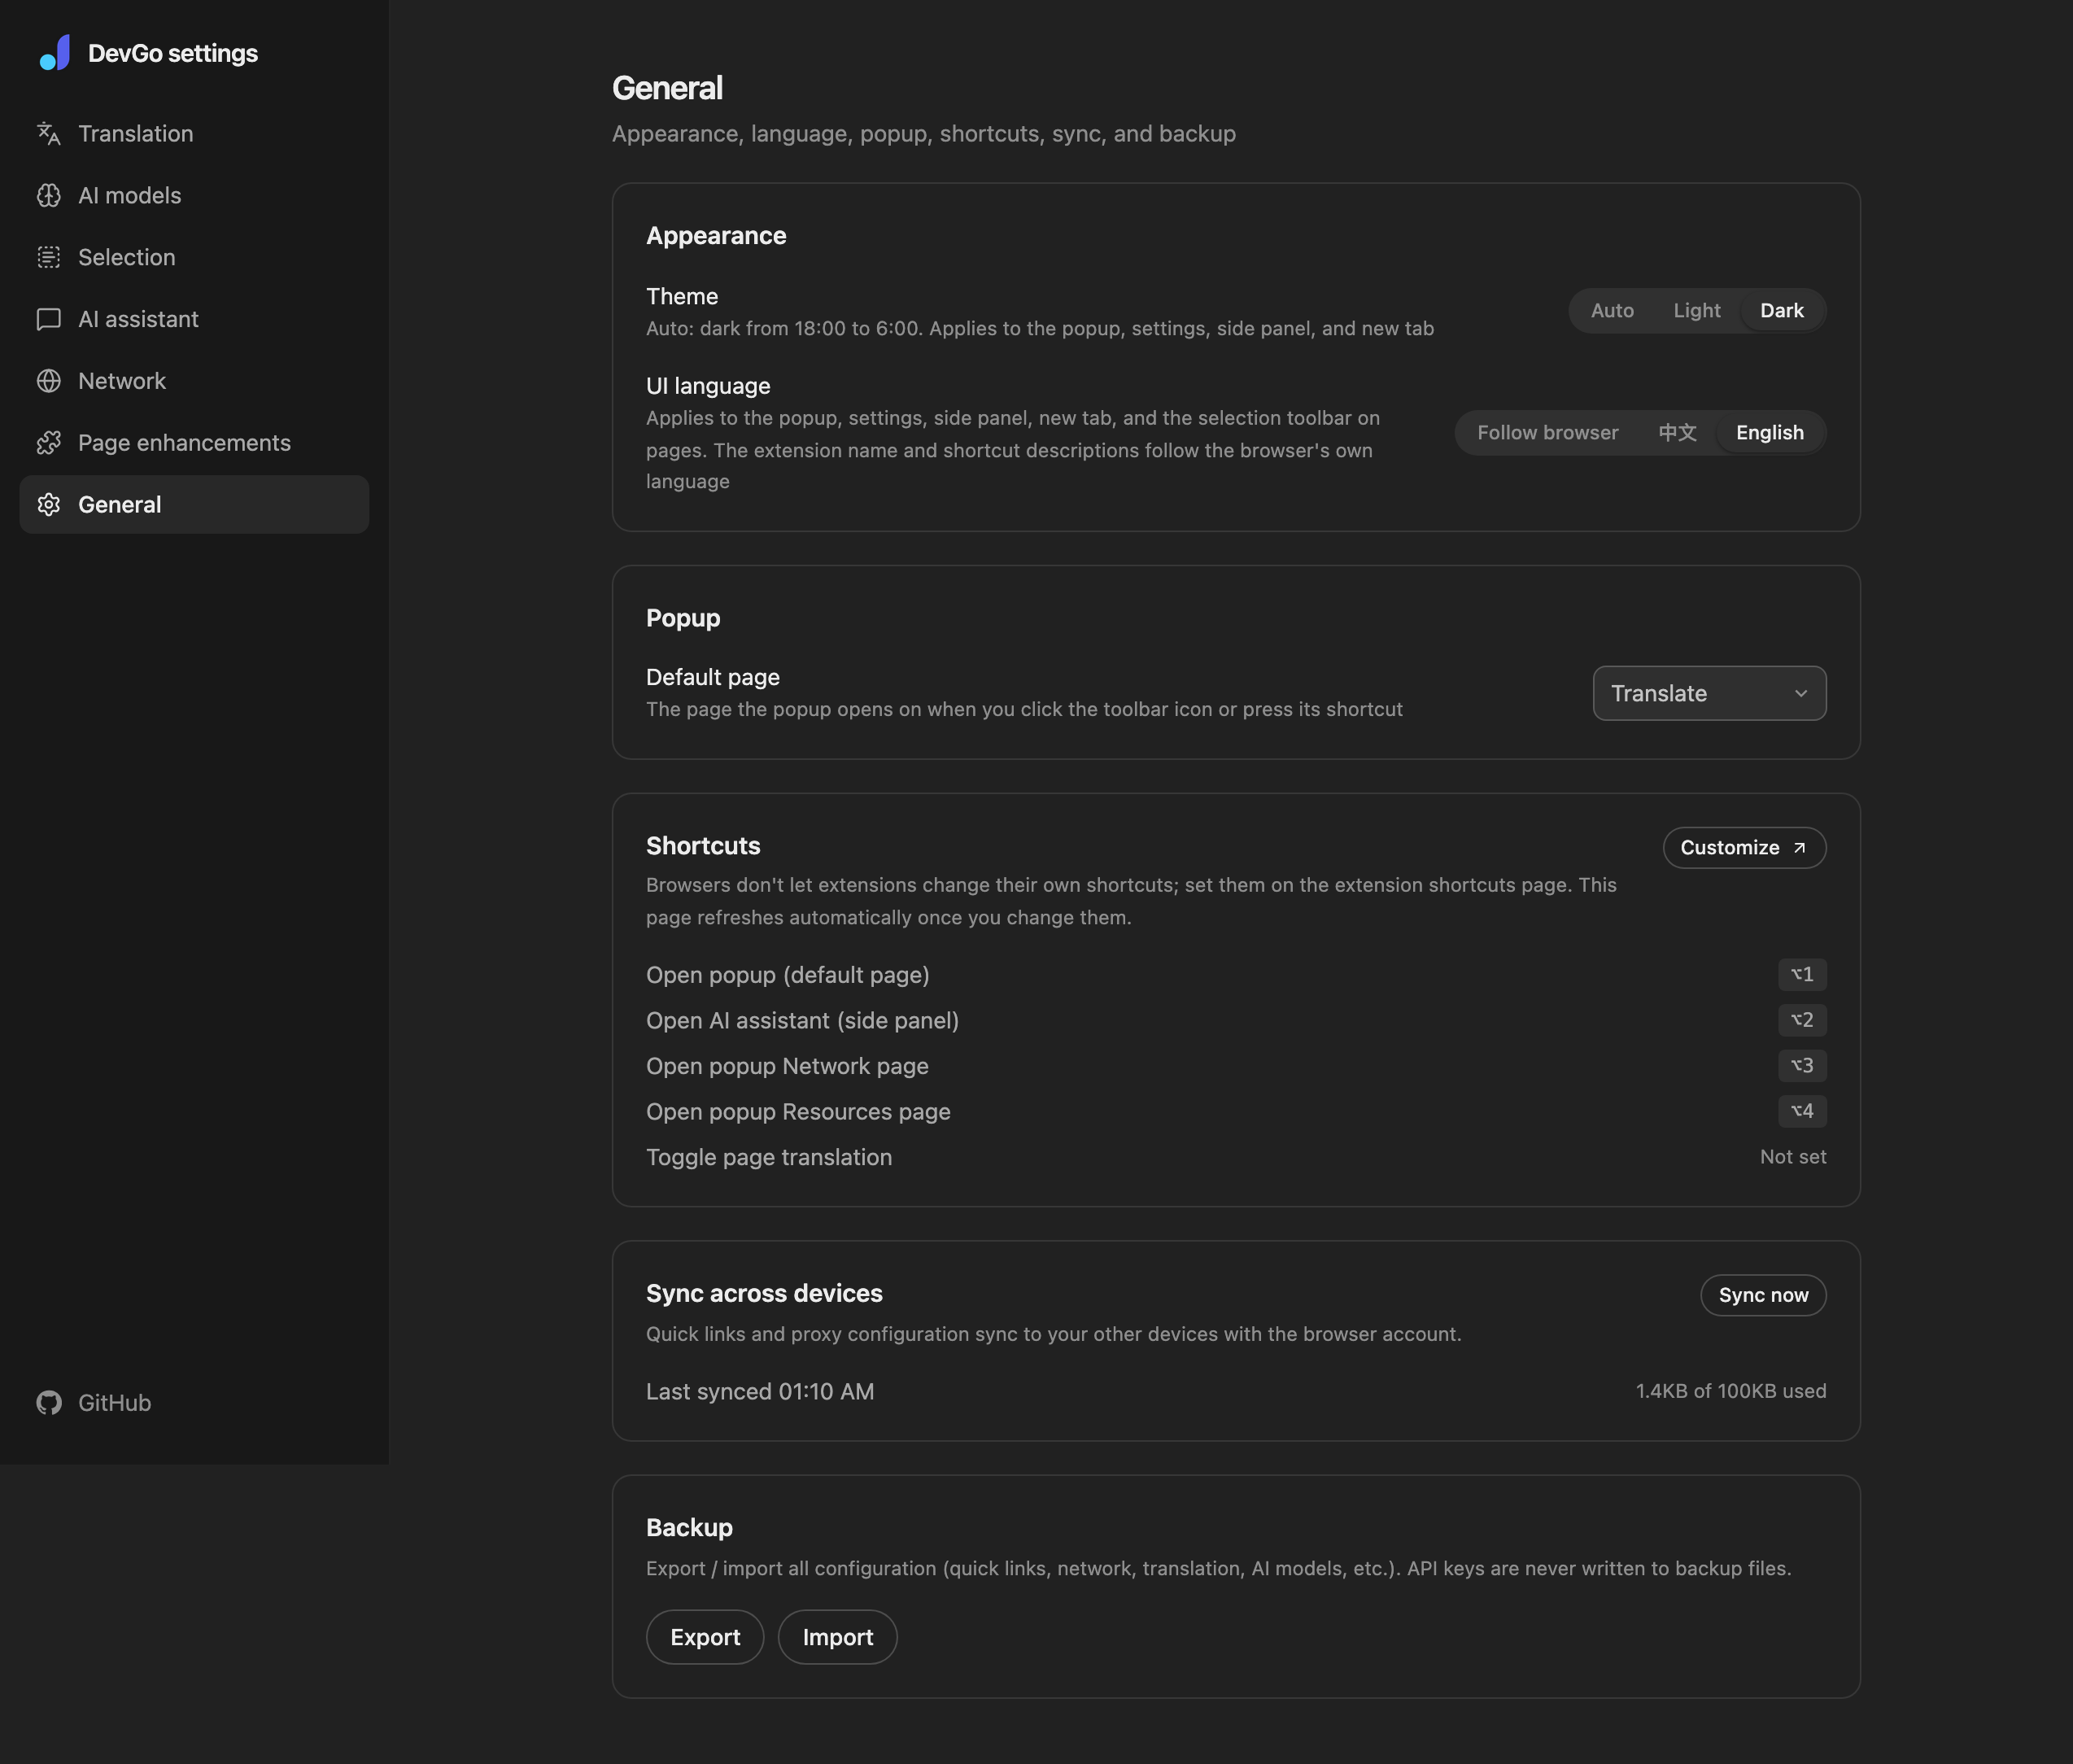 DevGo settings
Translation
AI models
Selection
AI assistant
Network
Page enhancements
General
GitHub
General
Appearance, language, popup, shortcuts, sync, and backup
Appearance
Theme
Auto: dark from 18:00 to 6:00. Applies to the popup, settings, side panel, and new tab
Auto Light Dark
UI language
Applies to the popup, settings, side panel, new tab, and the selection toolbar on
pages. The extension name and shortcut descriptions follow the browser's own
language
Follow browser 中文 English
Popup
Default page
The page the popup opens on when you click the toolbar icon or press its shortcut
Translate
Shortcuts
Customize
Browsers don't let extensions change their own shortcuts; set them on the extension shortcuts page. This
page refreshes automatically once you change them.
Open popup (default page) ⌥1
Open AI assistant (side panel) ⌥2
Open popup Network page ⌥3
Open popup Resources page ⌥4
Toggle page translation Not set
Sync across devices
Sync now
Quick links and proxy configuration sync to your other devices with the browser account.
Last synced 01:10 AM 1.4KB of 100KB used
Backup
Export / import all configuration (quick links, network, translation, AI models, etc.). API keys are never written to backup files.
Export Import